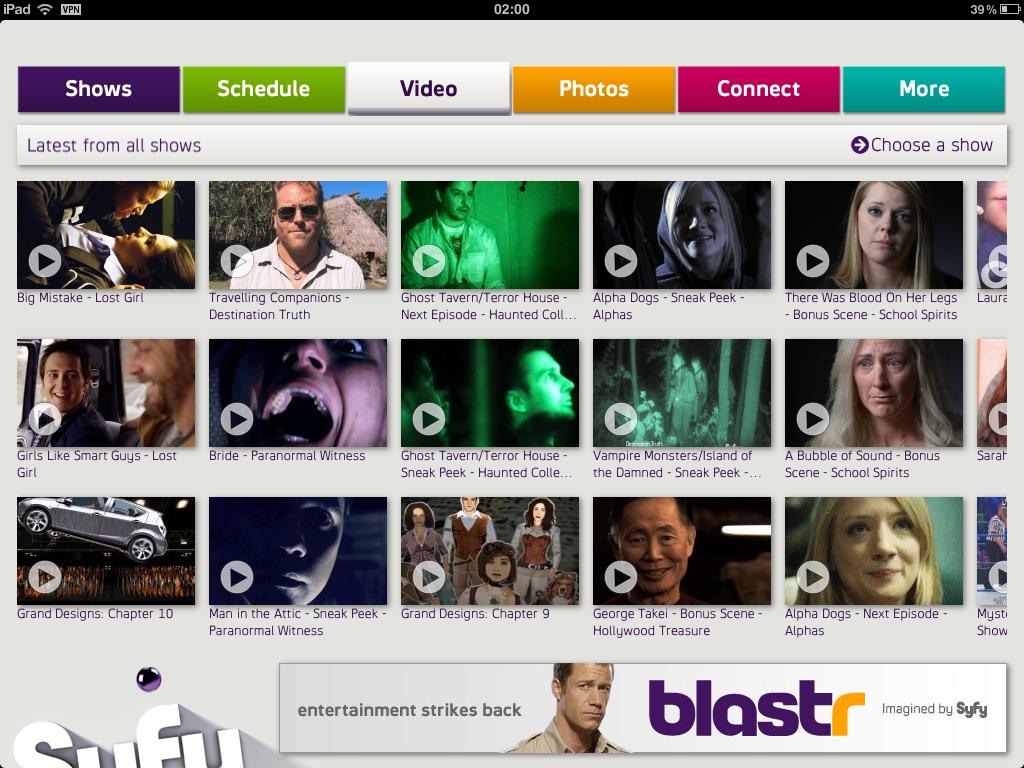 iPad VPN 02:00 39%
Shows Schedule Video Photos Connect More
Latest from all shows Choose a show
Big Mistake - Lost Girl
Travelling Companions -
Destination Truth
Ghost Tavern/Terror House -
Next Episode - Haunted Coll...
Alpha Dogs - Sneak Peek -
Alphas
There Was Blood On Her Legs
- Bonus Scene - School Spirits
Laura
Girls Like Smart Guys - Lost
Girl
Bride - Paranormal Witness
Ghost Tavern/Terror House -
Sneak Peek - Haunted Colle...
Destination Truth Syfy
Vampire Monsters/Island of
the Damned - Sneak Peek -...
A Bubble of Sound - Bonus
Scene - School Spirits
Sarah
Grand Designs: Chapter 10
Man in the Attic - Sneak Peek -
Paranormal Witness
Grand Designs: Chapter 9
George Takei - Bonus Scene -
Hollywood Treasure
Alpha Dogs - Next Episode -
Alphas
Myst
Show
Syfy
entertainment strikes back blastr Imagined by Syfy